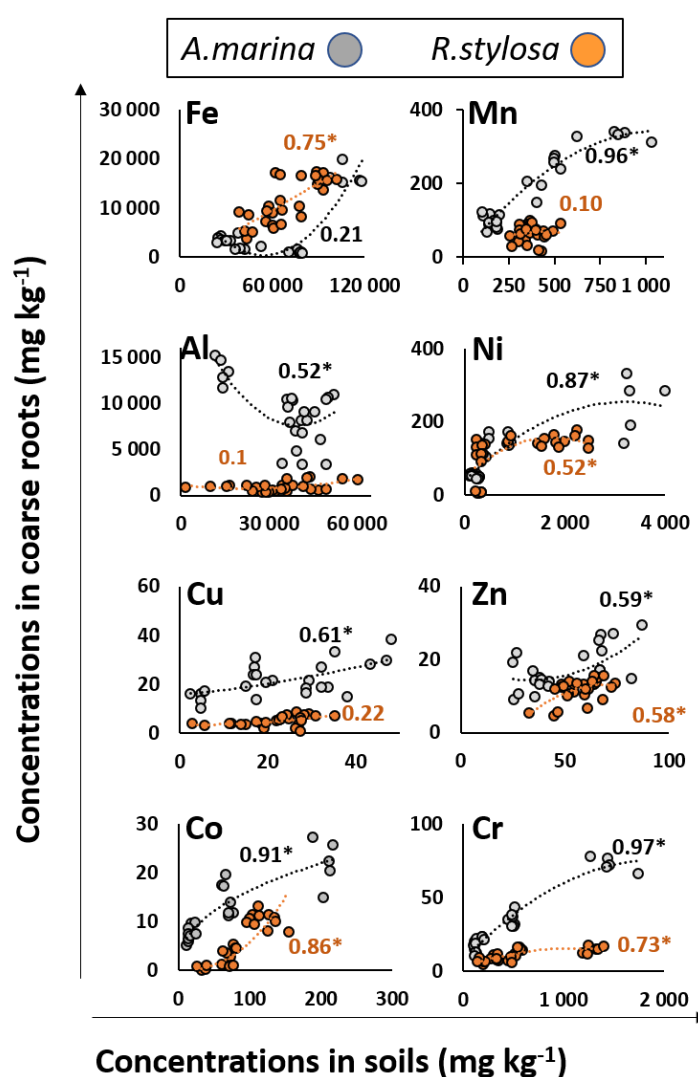 A.marina R.stylosa
Concentrations in coarse roots (mg kg-1)
Fe
30 000
20 000
10 000
0
0.75*
0.21
0 60 000 120 000
Mn
400
200
0
0.96*
0.10
0 250 500 750 1 000
Al
15 000
10 000
5 000
0
0.52*
0.1
0 30 000 60 000
Ni
400
200
0
0.87*
0.52*
0 2 000 4 000
Cu
60
40
20
0
0.61*
0.22
0 20 40
Zn
40
20
0
0.59*
0.58*
0 50 100
Co
30
20
10
0
0.91*
0.86*
0 100 200 300
Cr
100
50
0
0.97*
0.73*
0 1 000 2 000
Concentrations in soils (mg kg-1)